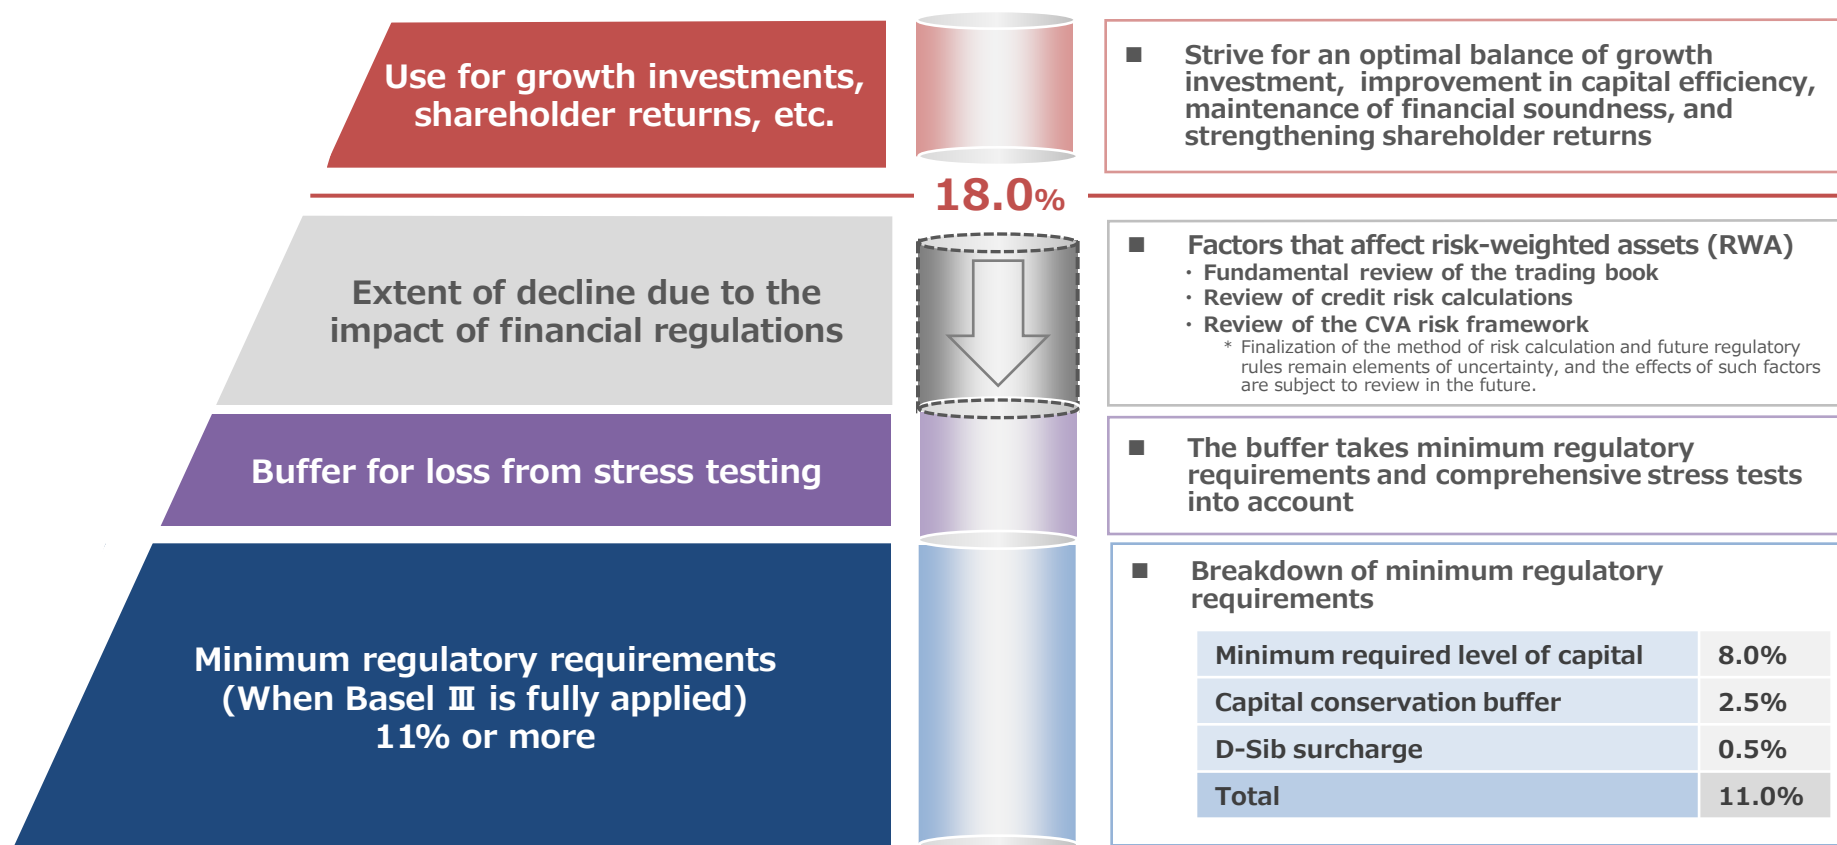 Use for growth investments,
shareholder returns, etc.
■ Strive for an optimal balance of growth
investment, improvement in capital efficiency,
maintenance of financial soundness, and
strengthening shareholder returns
18.0%
Extent of decline due to the
impact of financial regulations
■ Factors that affect risk-weighted assets (RWA)
・Fundamental review of the trading book
・Review of credit risk calculations
・Review of the CVA risk framework
* Finalization of the method of risk calculation and future regulatory
rules remain elements of uncertainty, and the effects of such factors
are subject to review in the future.
Buffer for loss from stress testing
■ The buffer takes minimum regulatory
requirements and comprehensive stress tests
into account
Minimum regulatory requirements
(When Basel Ⅲ is fully applied)
11% or more
■ Breakdown of minimum regulatory
requirements
Minimum required level of capital 8.0%
Capital conservation buffer 2.5%
D-Sib surcharge 0.5%
Total 11.0%